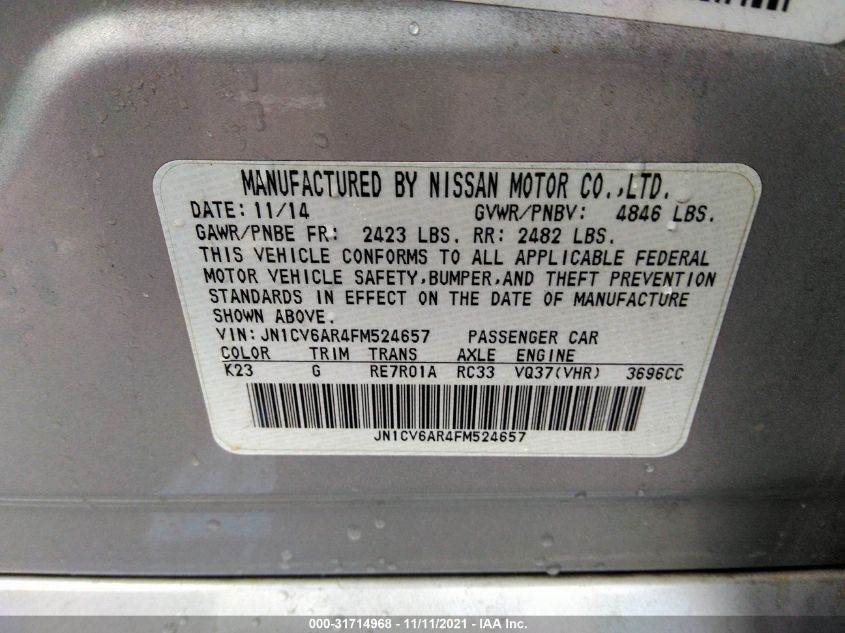 MANUFACTURED BY NISSAN MOTOR CO.,LTD.
DATE: 11/14 GVWR/PNBV: 4846 LBS.
GAWR/PNBE FR: 2423 LBS. RR: 2482 LBS.
THIS VEHICLE CONFORMS TO ALL APPLICABLE FEDERAL
MOTOR VEHICLE SAFETY,BUMPER,AND THEFT PREVENTION
STANDARDS IN EFFECT ON THE DATE OF MANUFACTURE
SHOWN ABOVE.
VIN:JN1CV6AR4FM524657 PASSENGER CAR
COLOR TRIM TRANS AXLE ENGINE
K23 G RE7R01A RC33 VQ37(VHR) 3696CC
JN1CV6AR4FM524657
000-31714968 - 11/11/2021 - IAA Inc.